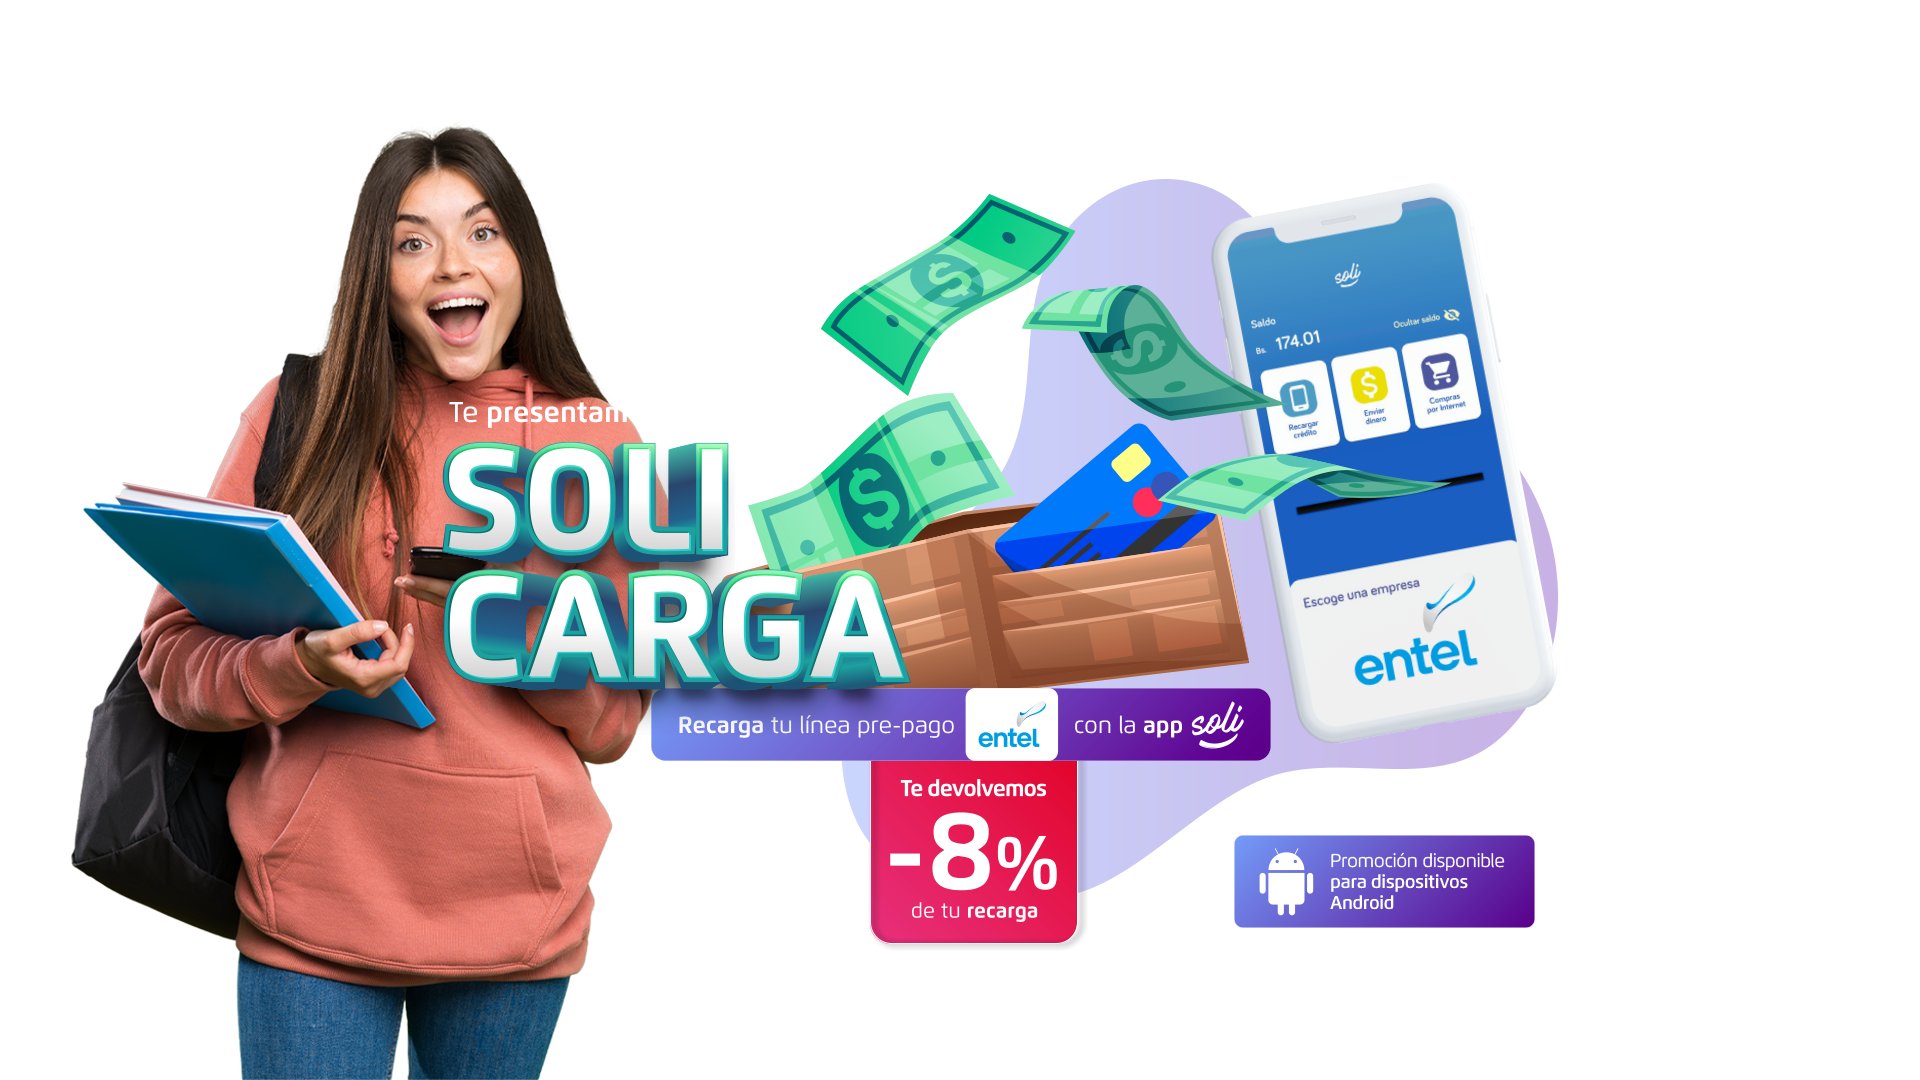 Te presentam
SOLI
CARGA
soli
Saldo
Ocultar saldo
Bs. 174.01
Recargar
crédito
Enviar
dinero
Compras
por Internet
Escoge una empresa
entel
Recarga tu línea pre-pago entel con la app soli
Te devolvemos
-8%
de tu recarga
Promoción disponible
para dispositivos
Android